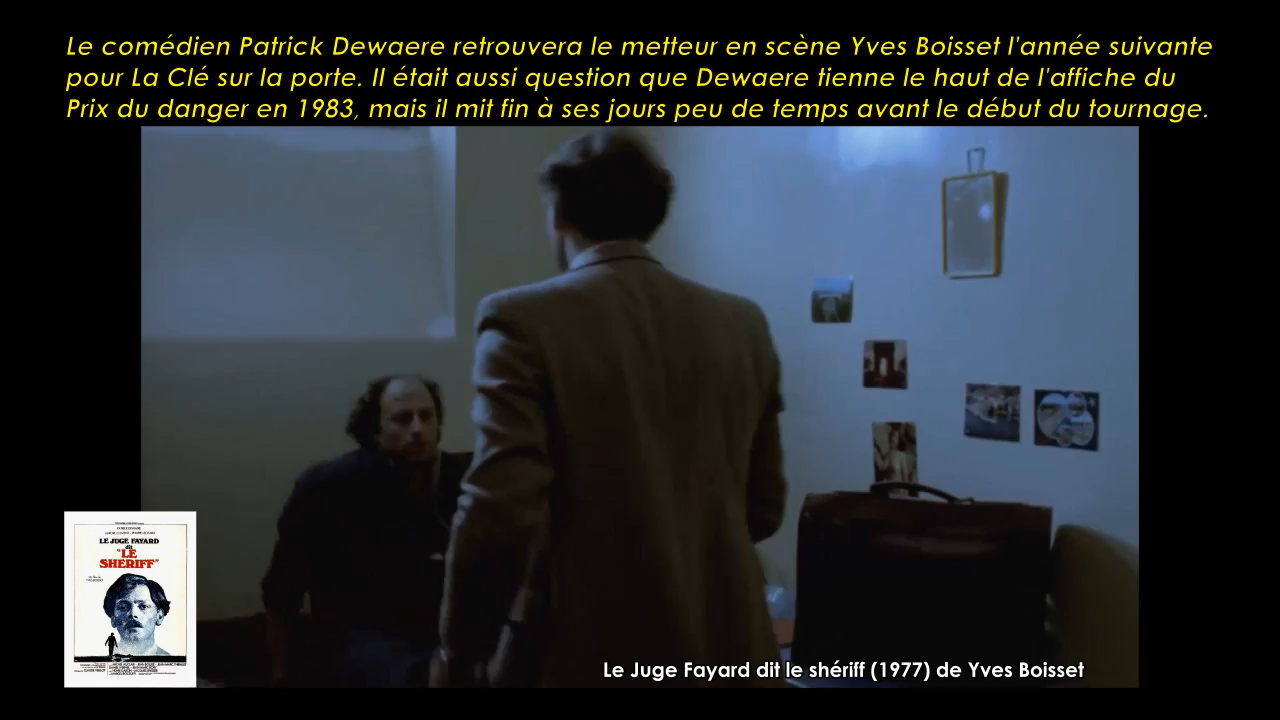 Le comédien Patrick Dewaere retrouvera le metteur en scène Yves Boisset l'année suivante
pour La Clé sur la porte. Il était aussi question que Dewaere tienne le haut de l'affiche du
Prix du danger en 1983, mais il mit fin à ses jours peu de temps avant le début du tournage.
LE JUGE FAYARD
dit
"LE
SHERIFF"
Le Juge Fayard dit le shériff (1977) de Yves Boisset